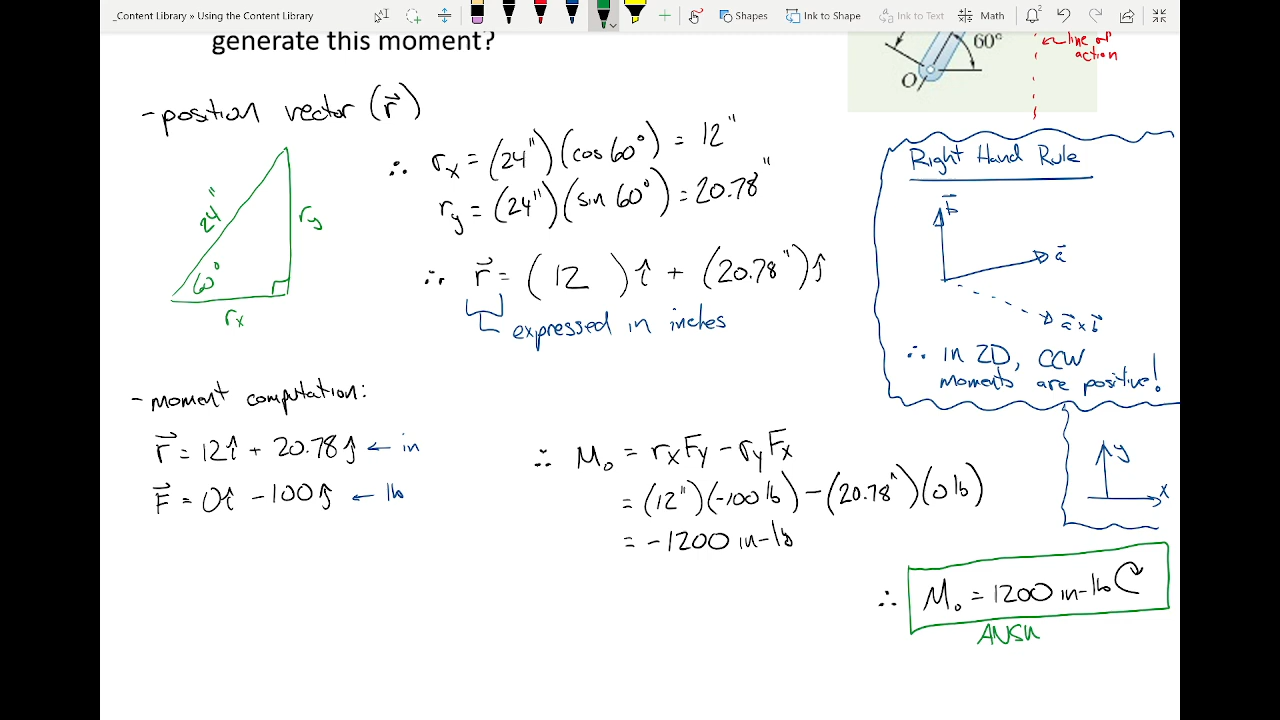 _Content Library » Using the Content Library
Shapes
Ink to Shape
Ink to Text
Math
generate this moment?
60°
O
line of
action
- position vector (r⃗)
24"
60°
ry
rx
∴ rx = (24")(cos 60°) = 12"
ry = (24")(sin 60°) = 20.78"
∴ r⃗ = (12 ) î + (20.78") ĵ
expressed in inches
Right Hand Rule
b⃗
a⃗
a⃗ x b⃗
∴ in 2D, CCW
moments are positive!
- moment computation:
r⃗ = 12î + 20.78ĵ ← in
F⃗ = 0î - 100ĵ ← lb
∴ Mo = rxFy - ryFx
= (12")(-100 lb) - (20.78")(0 lb)
= -1200 in-lb
y
x
∴ Mo = 1200 in-lb
ANSW